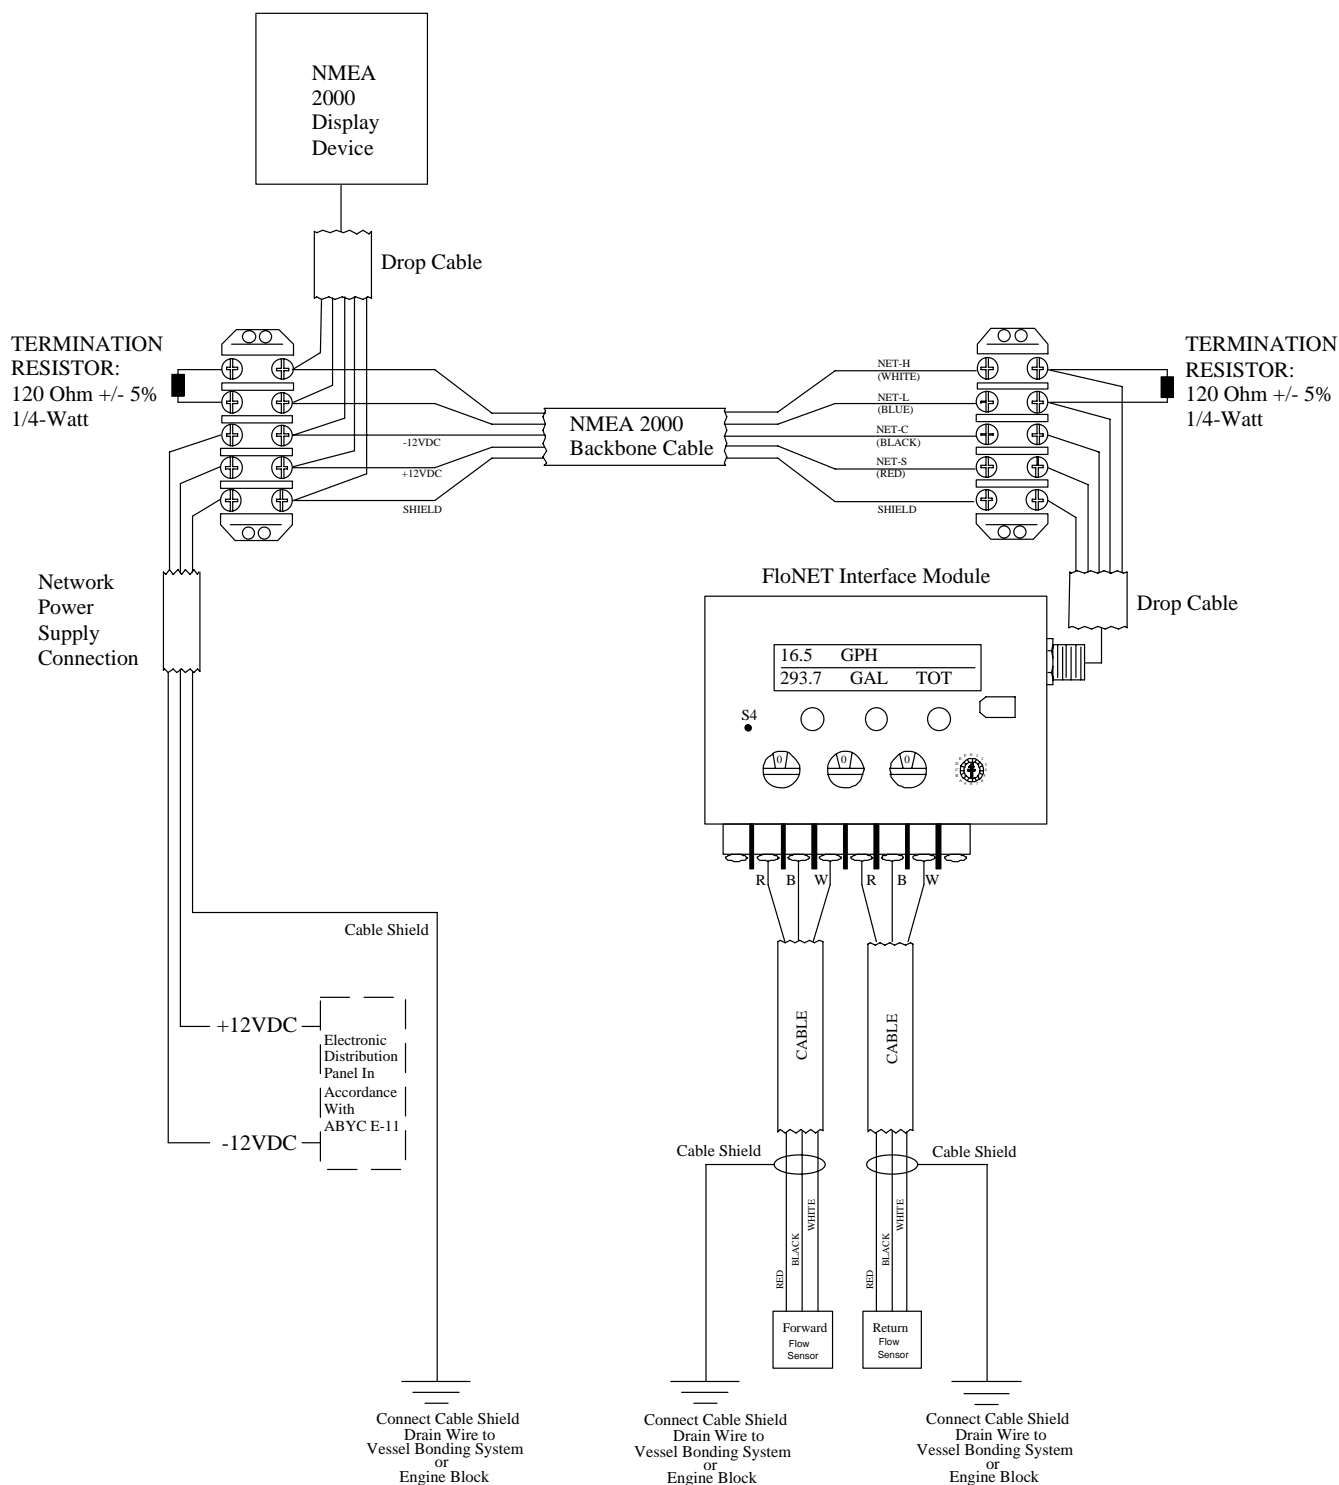 NMEA
2000
Display
Device
Drop Cable
TERMINATION
RESISTOR:
120 Ohm +/- 5%
1/4-Watt
NET-H
(WHITE)
NET-L
(BLUE)
NET-C
(BLACK)
NET-S
(RED)
SHIELD
TERMINATION
RESISTOR:
120 Ohm +/- 5%
1/4-Watt
NMEA 2000
Backbone Cable
-12VDC
+12VDC
SHIELD
Network
Power
Supply
Connection
FloNET Interface Module
Drop Cable
16.5 GPH
293.7 GAL TOT
S4
0 0 0
R B W R B W
Cable Shield
+12VDC
-12VDC
Electronic
Distribution
Panel In
Accordance
With
ABYC E-11
CABLE
CABLE
Cable Shield
Cable Shield
RED
BLACK
WHITE
RED
BLACK
WHITE
Forward
Flow
Sensor
Return
Flow
Sensor
Connect Cable Shield
Drain Wire to
Vessel Bonding System
or
Engine Block
Connect Cable Shield
Drain Wire to
Vessel Bonding System
or
Engine Block
Connect Cable Shield
Drain Wire to
Vessel Bonding System
or
Engine Block